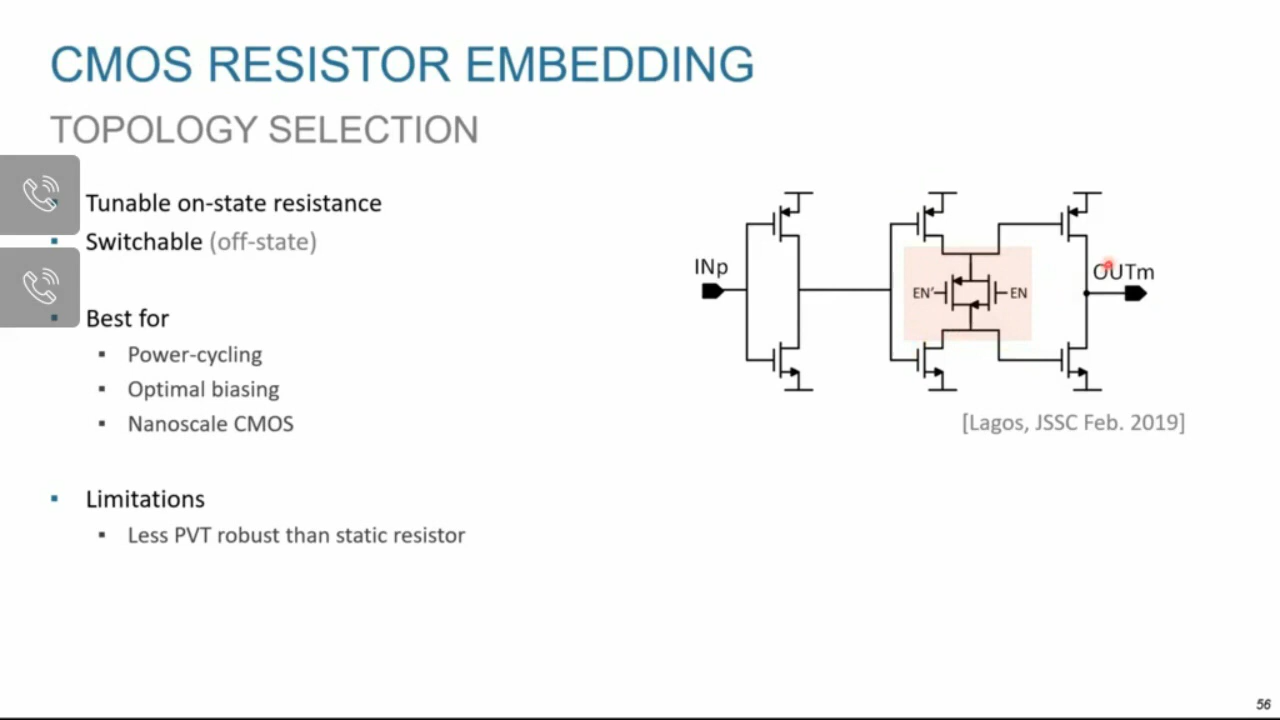 CMOS RESISTOR EMBEDDING
TOPOLOGY SELECTION
Tunable on-state resistance
Switchable (off-state)
Best for
Power-cycling
Optimal biasing
Nanoscale CMOS
Limitations
Less PVT robust than static resistor
INp
EN'
EN
OUTm
[Lagos, JSSC Feb. 2019]
56